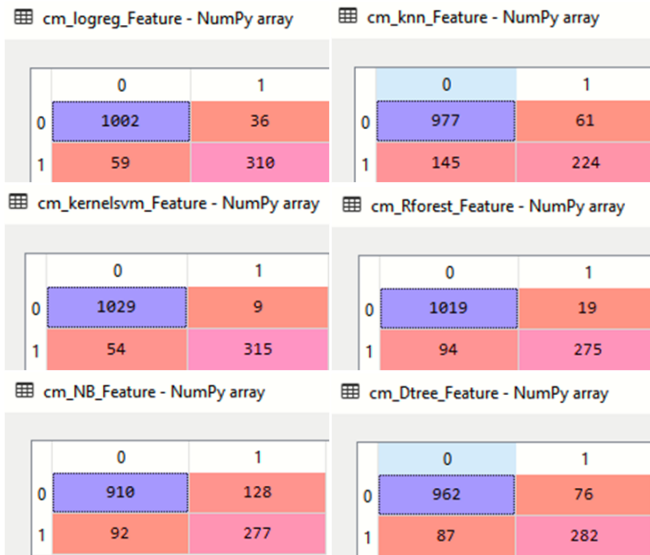 cm_logreg_Feature - NumPy array
0 1
0 1002 36
1 59 310
cm_knn_Feature - NumPy array
0 1
0 977 61
1 145 224
cm_kernelsvm_Feature - NumPy array
0 1
0 1029 9
1 54 315
cm_Rforest_Feature - NumPy array
0 1
0 1019 19
1 94 275
cm_NB_Feature - NumPy array
0 1
0 910 128
1 92 277
cm_Dtree_Feature - NumPy array
0 1
0 962 76
1 87 282